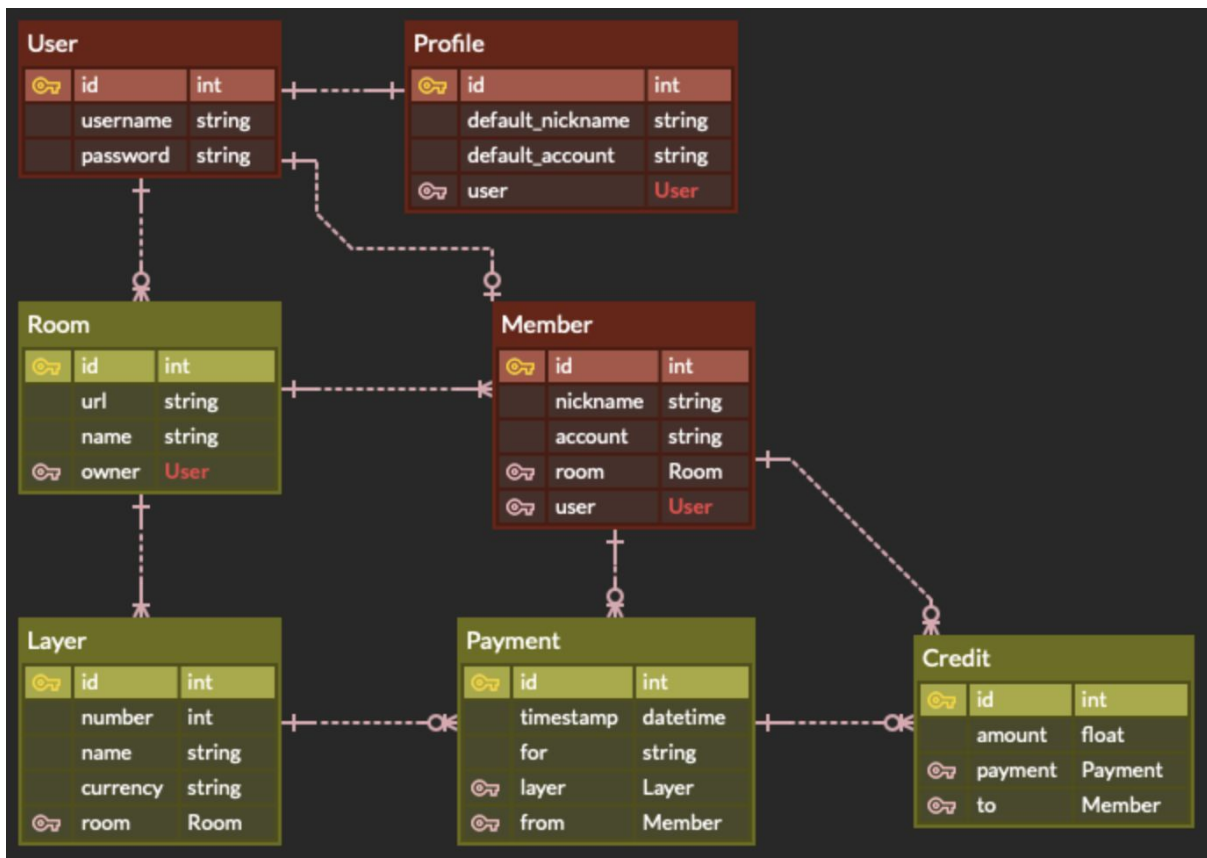 User
id int
username string
password string
Profile
id int
default_nickname string
default_account string
user User
Room
id int
url string
name string
owner User
Member
id int
nickname string
account string
room Room
user User
Layer
id int
number int
name string
currency string
room Room
Payment
id int
timestamp datetime
for string
layer Layer
from Member
Credit
id int
amount float
payment Payment
to Member